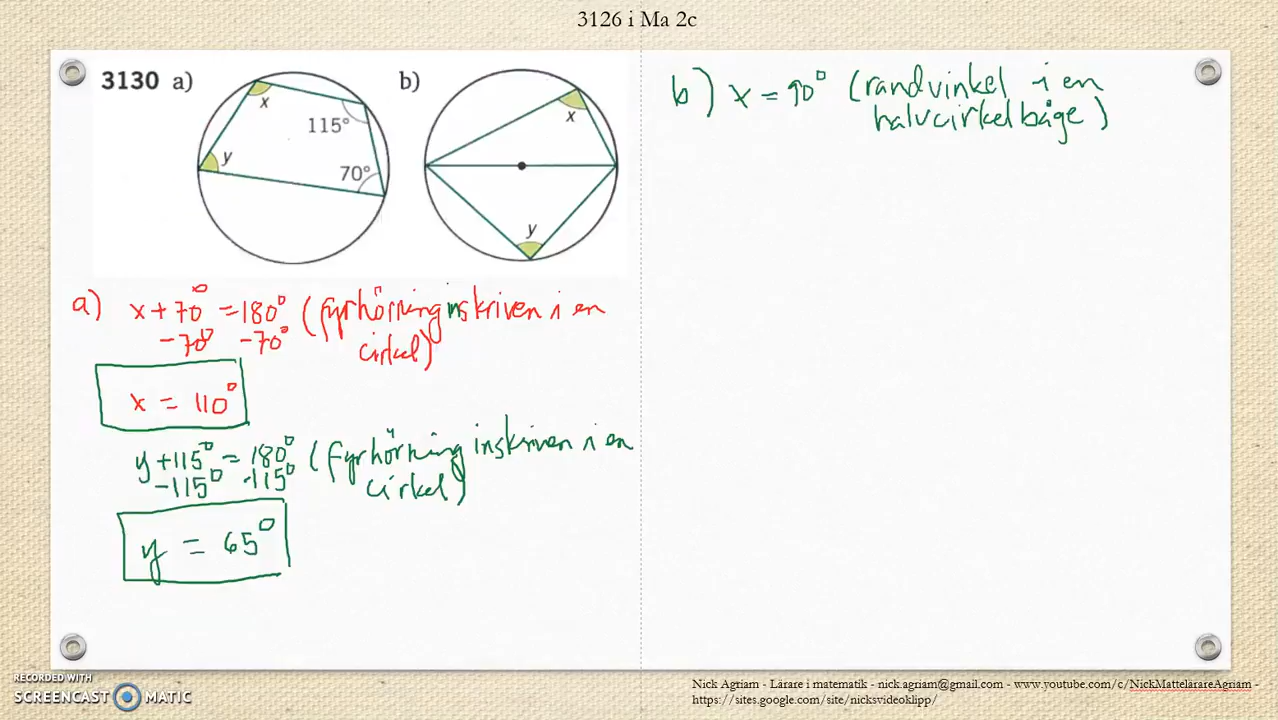 3126 i Ma 2c
3130 a)
x
115°
y
70°
b)
x
y
a) x + 70° = 180° (Fyrhörning inskriven i en
-70° -70° cirkel)
x = 110°
y + 115° = 180° (Fyrhörning inskriven i en
-115° -115° cirkel)
y = 65°
b) x = 90° (randvinkel i en
halvcirkelbåge)
RECORDED WITH
SCREENCAST MATIC
Nick Agriam - Lärare i matematik - nick.agriam@gmail.com - www.youtube.com/c/NickMattelärareAgriam -
https://sites.google.com/site/nicksvideoklipp/